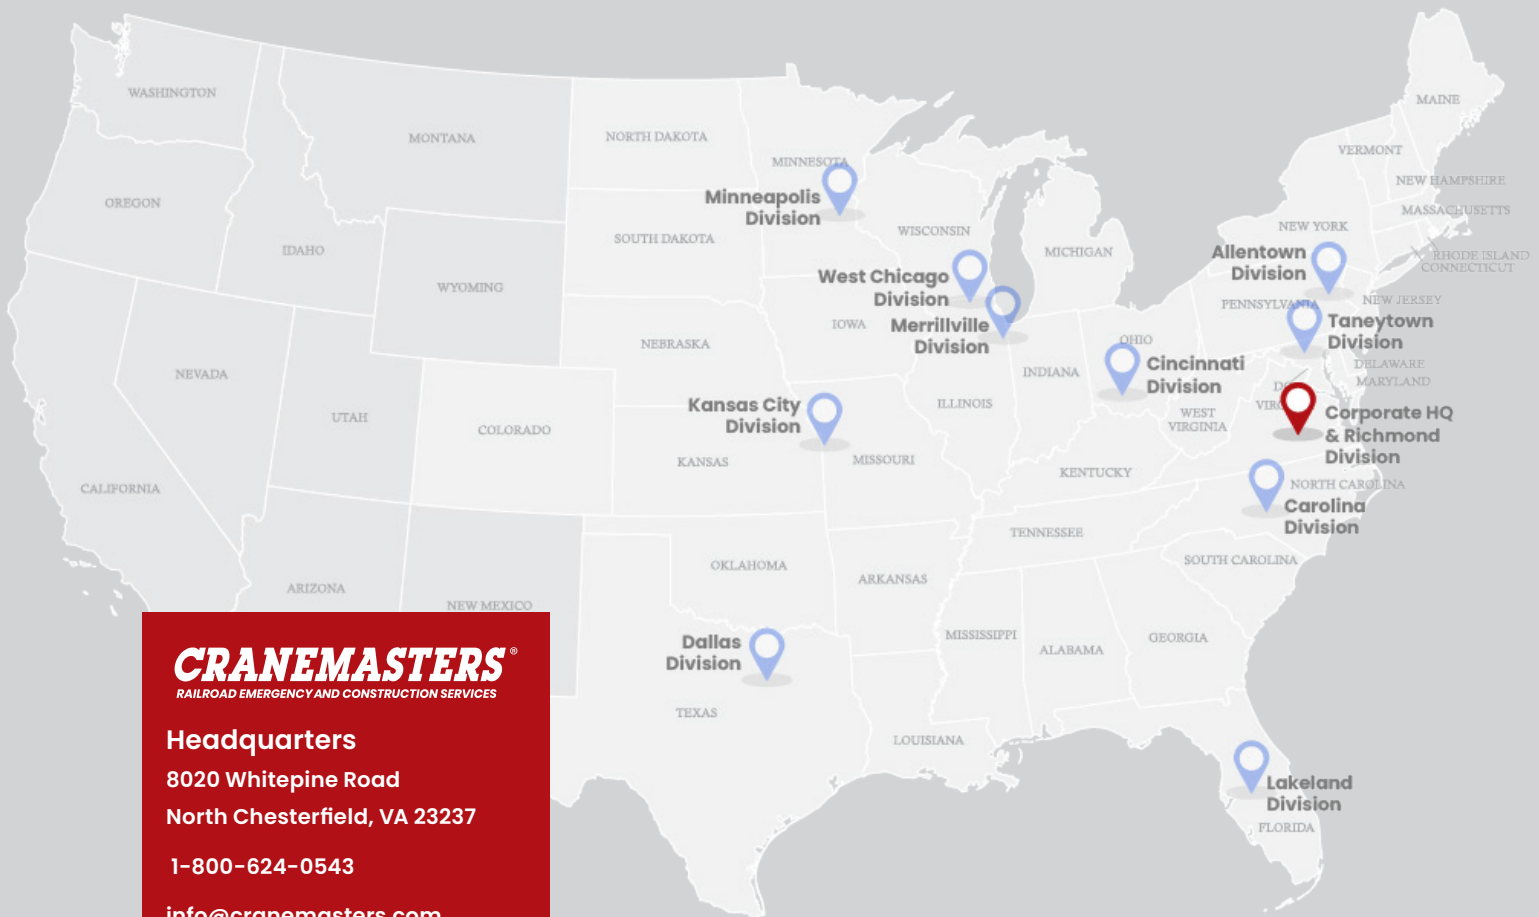 WASHINGTON
MONTANA
NORTH DAKOTA
MINNESOTA
MAINE
VERMONT
NEW HAMPSHIRE
MASSACHUSETTS
OREGON
IDAHO
WYOMING
SOUTH DAKOTA
Minneapolis
Division
WISCONSIN
MICHIGAN
NEW YORK
RHODE ISLAND
CONNECTICUT
Allentown
Division
West Chicago
Division
PENNSYLVANIA
NEW JERSEY
IOWA
Merrillville
Division
OHIO
Taneytown
Division
NEBRASKA
NEVADA
UTAH
COLORADO
INDIANA
Cincinnati
Division
DELAWARE
MARYLAND
Kansas City
Division
ILLINOIS
WEST
VIRGINIA
Corporate HQ
& Richmond
Division
KANSAS
MISSOURI
KENTUCKY
CALIFORNIA
NORTH CAROLINA
Carolina
Division
TENNESSEE
OKLAHOMA
ARKANSAS
SOUTH CAROLINA
ARIZONA
NEW MEXICO
MISSISSIPPI
ALABAMA
GEORGIA
Dallas
Division
TEXAS
LOUISIANA
Lakeland
Division
FLORIDA
CRANEMASTERS®
RAILROAD EMERGENCY AND CONSTRUCTION SERVICES
Headquarters
8020 Whitepine Road
North Chesterfield, VA 23237
1-800-624-0543
info@cranemasters.com